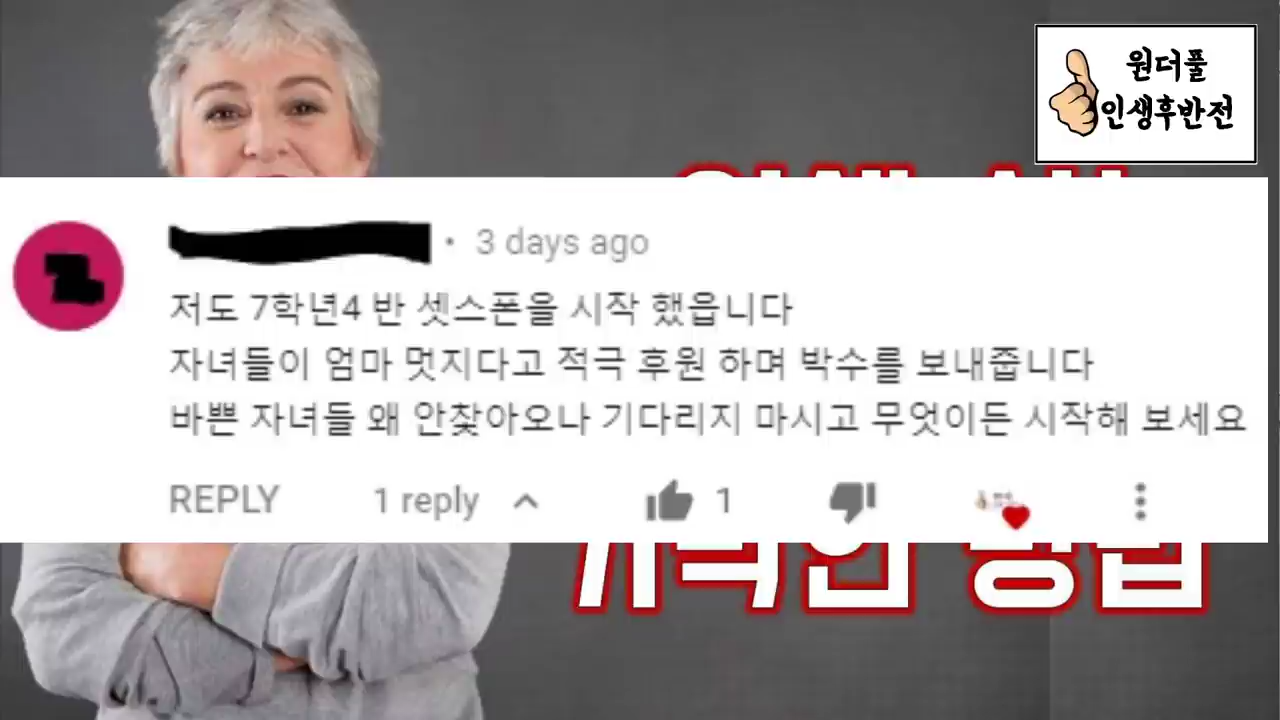 원더풀
인생후반전
• 3 days ago
저도 7학년4 반 셋스폰을 시작 했읍니다
자녀들이 엄마 멋지다고 적극 후원 하며 박수를 보내줍니다
바쁜 자녀들 왜 안찾아오나 기다리지 마시고 무엇이든 시작해 보세요
REPLY 1 reply 1